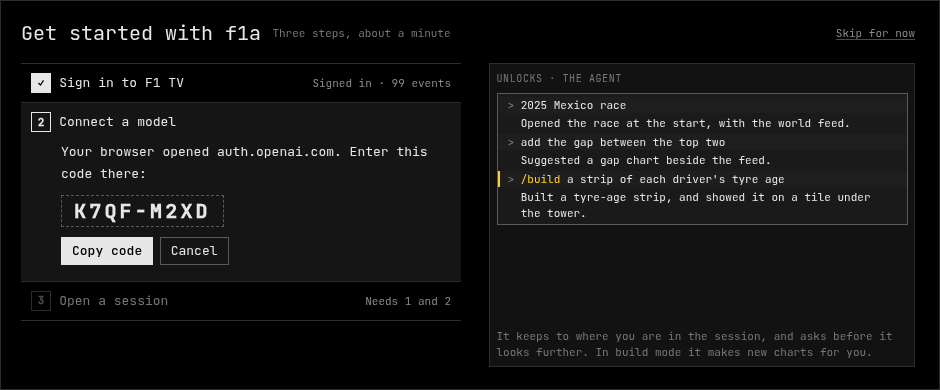 Get started with f1a
Three steps, about a minute
Skip for now
Sign in to F1 TV
Signed in · 99 events
2
Connect a model
Your browser opened auth.openai.com. Enter this
code there:
K7QF-M2XD
Copy code
Cancel
3
Open a session
Needs 1 and 2
UNLOCKS · THE AGENT
> 2025 Mexico race
Opened the race at the start, with the world feed.
> add the gap between the top two
Suggested a gap chart beside the feed.
> /build a strip of each driver's tyre age
Built a tyre-age strip, and showed it on a tile under
the tower.
It keeps to where you are in the session, and asks before it
looks further. In build mode it makes new charts for you.